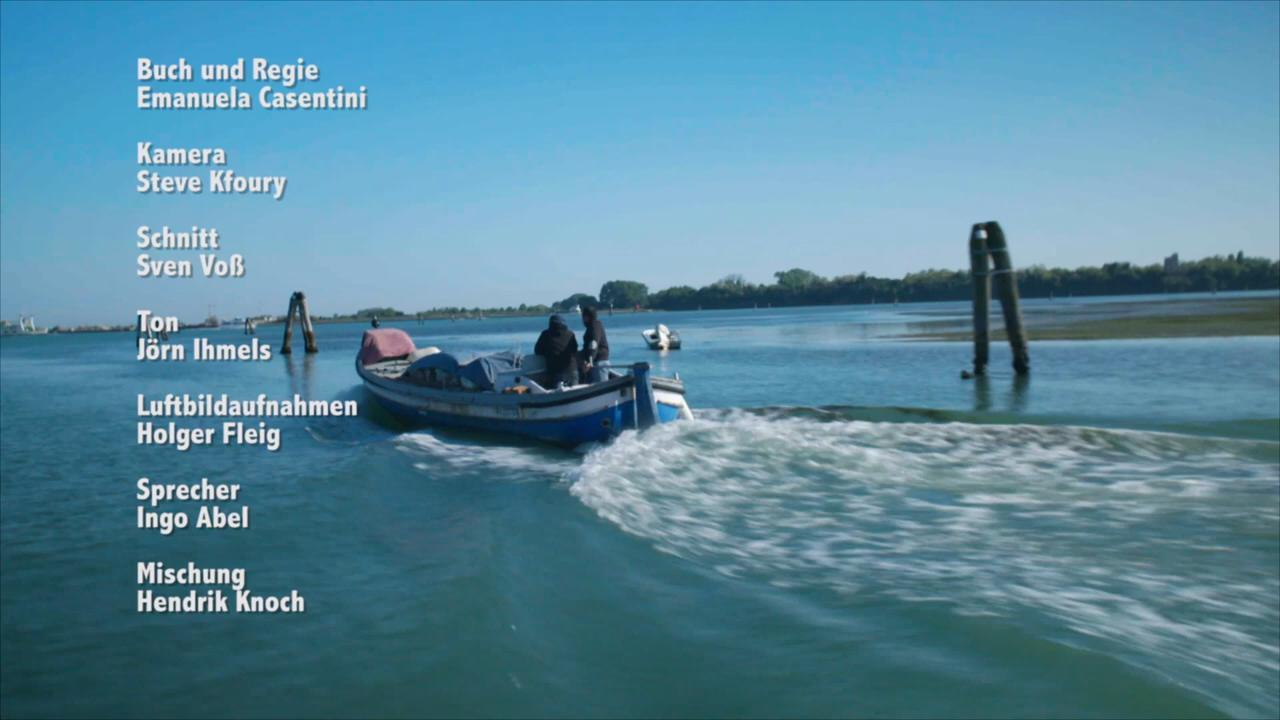 Buch und Regie
Emanuela Casentini
Kamera
Steve Kfoury
Schnitt
Sven Voß
Ton
Jörn Ihmels
Luftbildaufnahmen
Holger Fleig
Sprecher
Ingo Abel
Mischung
Hendrik Knoch